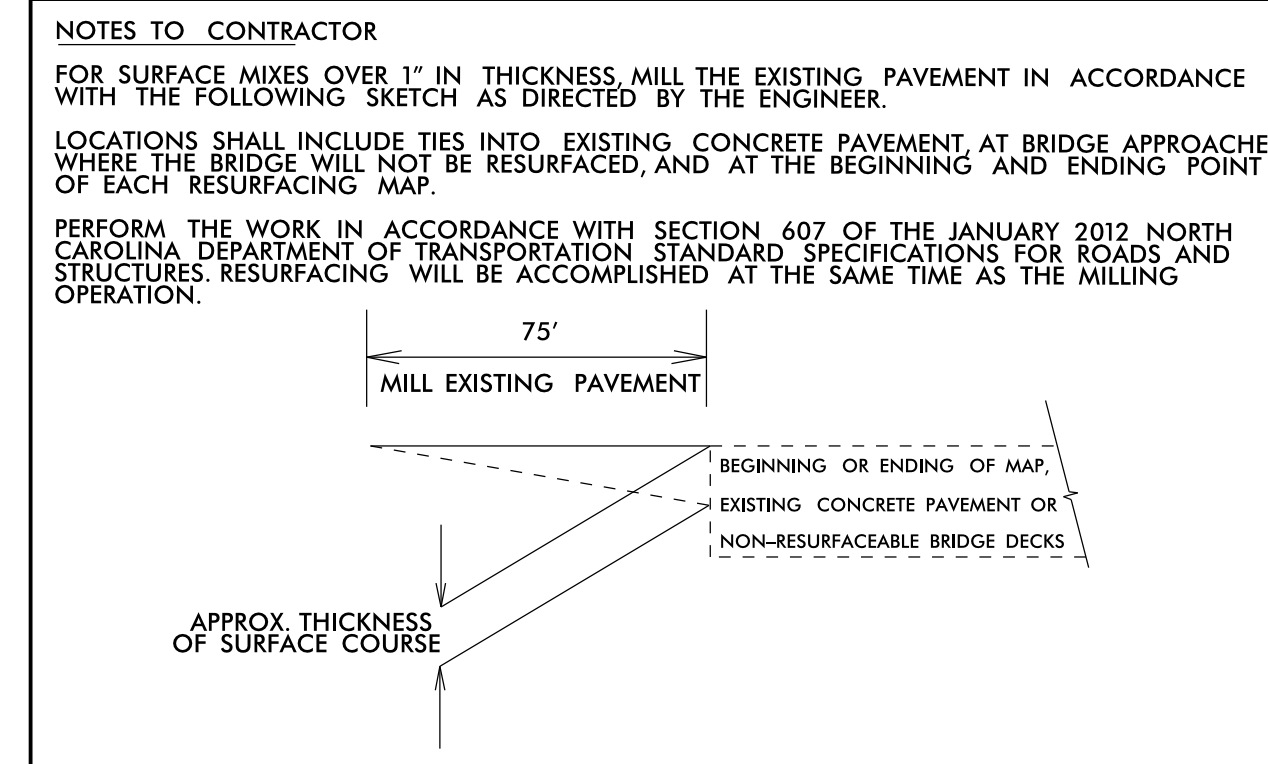 NOTES TO CONTRACTOR
FOR SURFACE MIXES OVER 1" IN THICKNESS, MILL THE EXISTING PAVEMENT IN ACCORDANCE
WITH THE FOLLOWING SKETCH AS DIRECTED BY THE ENGINEER.
LOCATIONS SHALL INCLUDE TIES INTO EXISTING CONCRETE PAVEMENT, AT BRIDGE APPROACHE
WHERE THE BRIDGE WILL NOT BE RESURFACED, AND AT THE BEGINNING AND ENDING POINT
OF EACH RESURFACING MAP.
PERFORM THE WORK IN ACCORDANCE WITH SECTION 607 OF THE JANUARY 2012 NORTH
CAROLINA DEPARTMENT OF TRANSPORTATION STANDARD SPECIFICATIONS FOR ROADS AND
STRUCTURES. RESURFACING WILL BE ACCOMPLISHED AT THE SAME TIME AS THE MILLING
OPERATION.
75'
MILL EXISTING PAVEMENT
BEGINNING OR ENDING OF MAP,
EXISTING CONCRETE PAVEMENT OR
NON-RESURFACEABLE BRIDGE DECKS
APPROX. THICKNESS
OF SURFACE COURSE